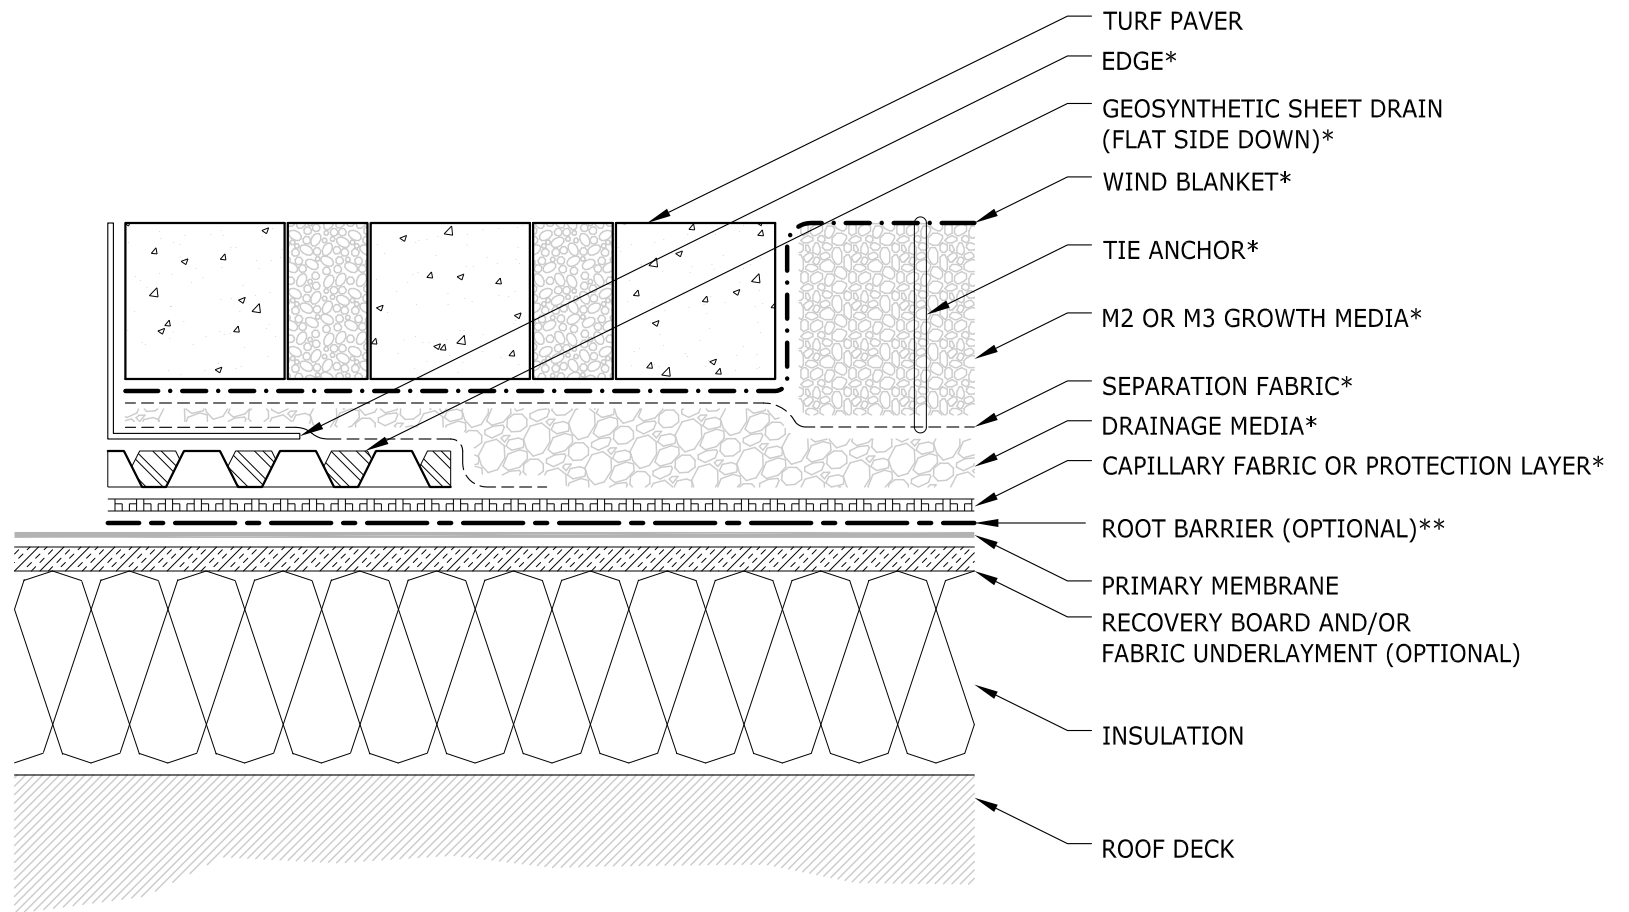 TURF PAVER
EDGE*
GEOSYNTHETIC SHEET DRAIN
(FLAT SIDE DOWN)*
WIND BLANKET*
TIE ANCHOR*
M2 OR M3 GROWTH MEDIA*
SEPARATION FABRIC*
DRAINAGE MEDIA*
CAPILLARY FABRIC OR PROTECTION LAYER*
ROOT BARRIER (OPTIONAL)**
PRIMARY MEMBRANE
RECOVERY BOARD AND/OR
FABRIC UNDERLAYMENT (OPTIONAL)
INSULATION
ROOF DECK